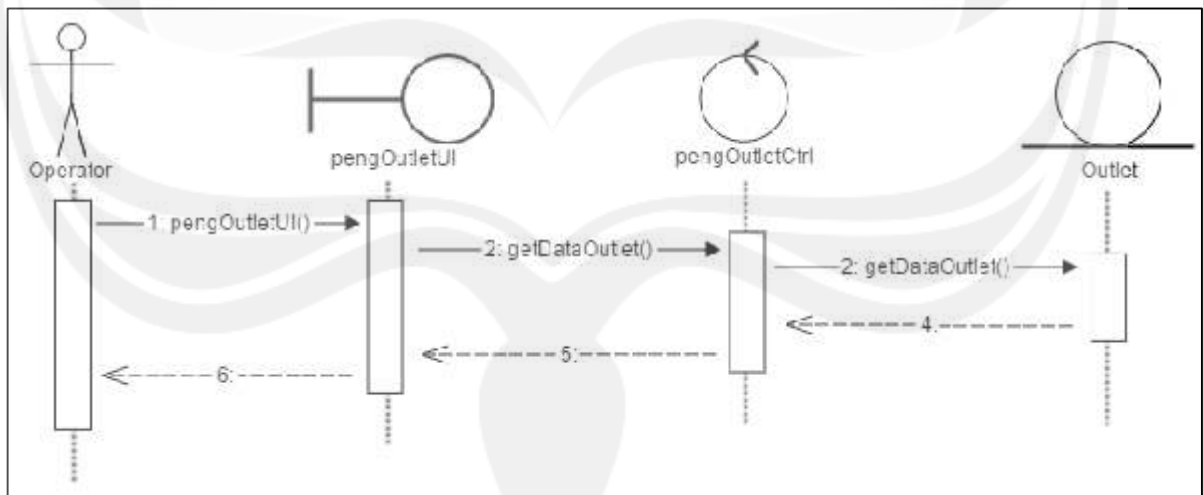 Operator
pengOutletUI
pengOutletCtrl
Outlet
1: pengOutletUI()
2: getDataOutlet()
2: getDataOutlet()
4:
5:
6: